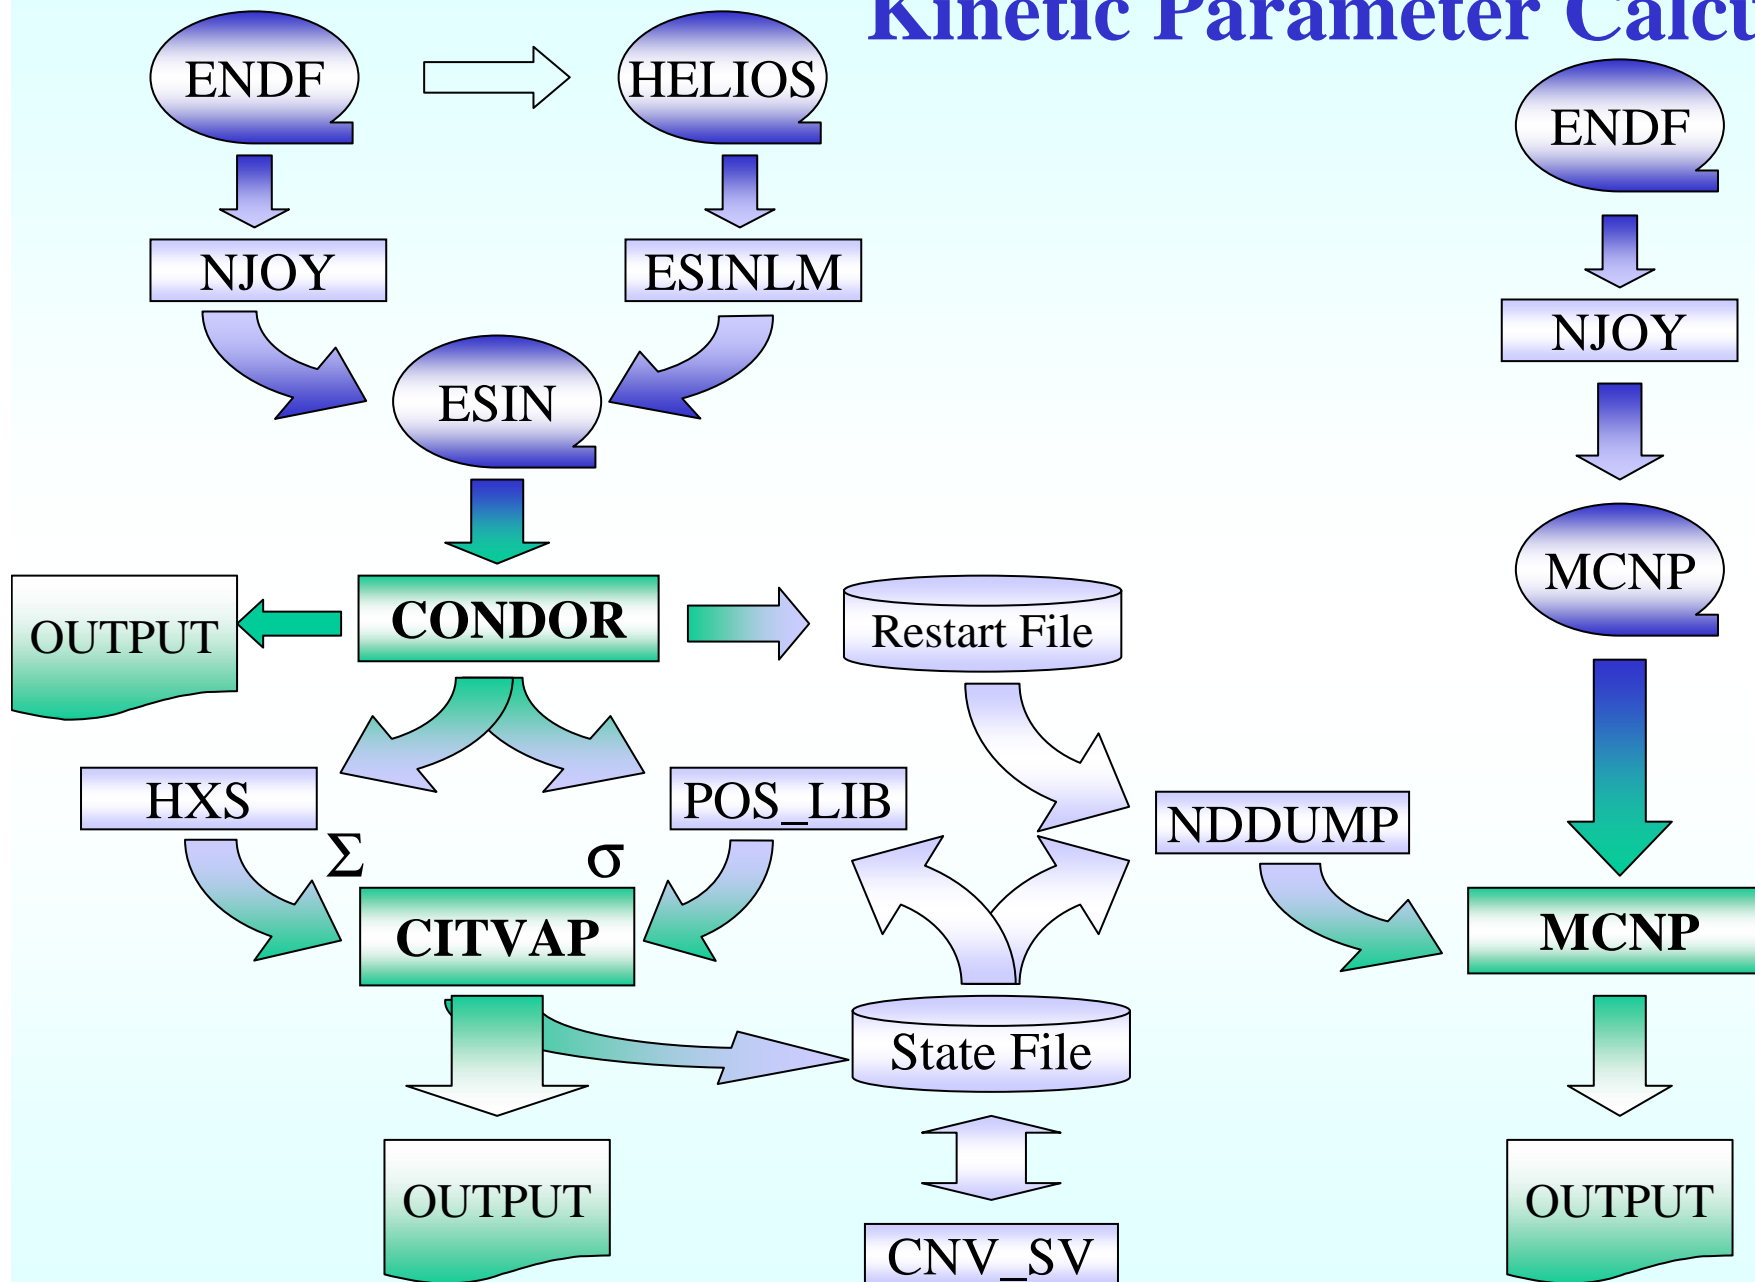 Kinetic Parameter Calcu
ENDF
HELIOS
ENDF
NJOY
ESINLM
NJOY
ESIN
MCNP
OUTPUT
CONDOR
Restart File
HXS
POS_LIB
NDDUMP
Σ
σ
CITVAP
MCNP
State File
OUTPUT
OUTPUT
CNV_SV